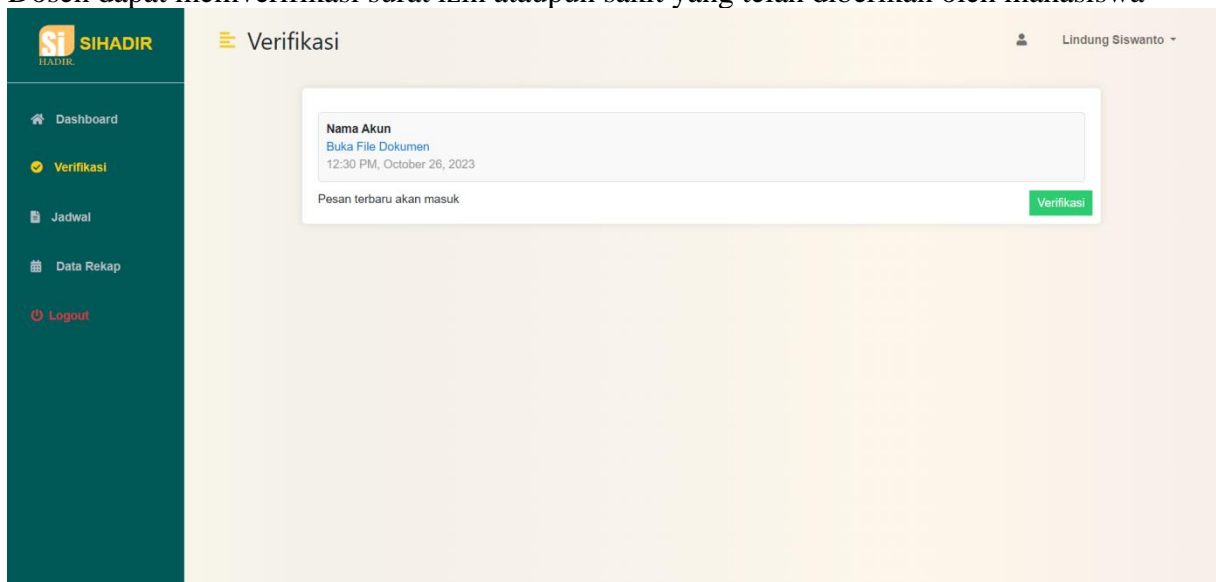 Dosen dapat memverifikasi surat izin ataupun sakit yang telah diberikan oleh mahasiswa
Si SIHADIR
HADIR.
Verifikasi
Lindung Siswanto
Dashboard
Verifikasi
Jadwal
Data Rekap
Logout
Nama Akun
Buka File Dokumen
12:30 PM, October 26, 2023
Pesan terbaru akan masuk
Verifikasi